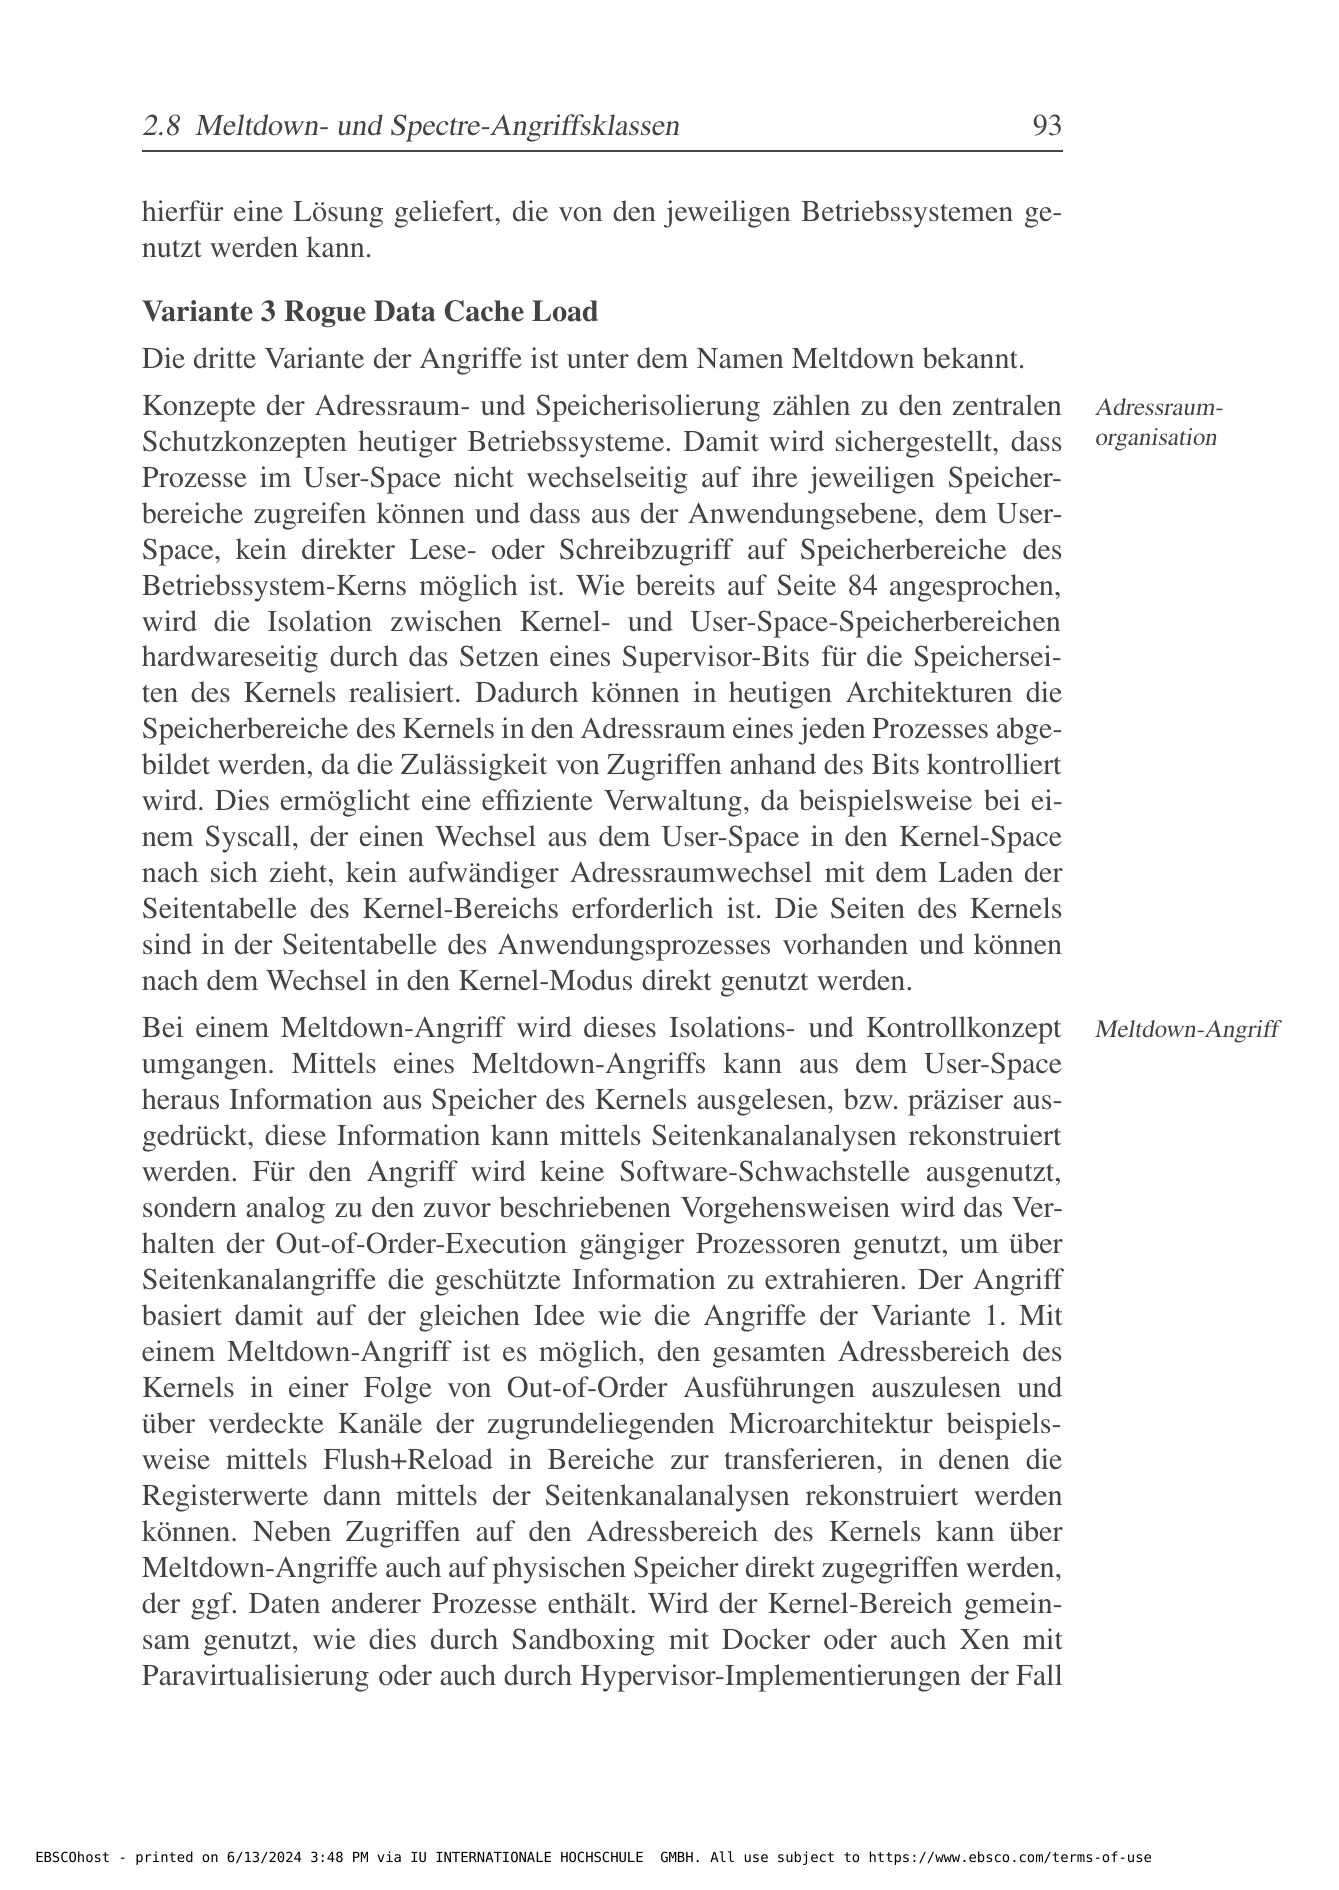 2.8 Meltdown- und Spectre-Angriffsklassen 93
hierfür eine Lösung geliefert, die von den jeweiligen Betriebssystemen ge-
nutzt werden kann.
Variante 3 Rogue Data Cache Load
Die dritte Variante der Angriffe ist unter dem Namen Meltdown bekannt.
Konzepte der Adressraum- und Speicherisolierung zählen zu den zentralen
Adressraum-
Schutzkonzepten heutiger Betriebssysteme. Damit wird sichergestellt, dass
organisation
Prozesse im User-Space nicht wechselseitig auf ihre jeweiligen Speicher-
bereiche zugreifen können und dass aus der Anwendungsebene, dem User-
Space, kein direkter Lese- oder Schreibzugriff auf Speicherbereiche des
Betriebssystem-Kerns möglich ist. Wie bereits auf Seite 84 angesprochen,
wird die Isolation zwischen Kernel- und User-Space-Speicherbereichen
hardwareseitig durch das Setzen eines Supervisor-Bits für die Speichersei-
ten des Kernels realisiert. Dadurch können in heutigen Architekturen die
Speicherbereiche des Kernels in den Adressraum eines jeden Prozesses abge-
bildet werden, da die Zulässigkeit von Zugriffen anhand des Bits kontrolliert
wird. Dies ermöglicht eine effiziente Verwaltung, da beispielsweise bei ei-
nem Syscall, der einen Wechsel aus dem User-Space in den Kernel-Space
nach sich zieht, kein aufwändiger Adressraumwechsel mit dem Laden der
Seitentabelle des Kernel-Bereichs erforderlich ist. Die Seiten des Kernels
sind in der Seitentabelle des Anwendungsprozesses vorhanden und können
nach dem Wechsel in den Kernel-Modus direkt genutzt werden.
Bei einem Meltdown-Angriff wird dieses Isolations- und Kontrollkonzept
Meltdown-Angriff
umgangen. Mittels eines Meltdown-Angriffs kann aus dem User-Space
heraus Information aus Speicher des Kernels ausgelesen, bzw. präziser aus-
gedrückt, diese Information kann mittels Seitenkanalanalysen rekonstruiert
werden. Für den Angriff wird keine Software-Schwachstelle ausgenutzt,
sondern analog zu den zuvor beschriebenen Vorgehensweisen wird das Ver-
halten der Out-of-Order-Execution gängiger Prozessoren genutzt, um über
Seitenkanalangriffe die geschützte Information zu extrahieren. Der Angriff
basiert damit auf der gleichen Idee wie die Angriffe der Variante 1. Mit
einem Meltdown-Angriff ist es möglich, den gesamten Adressbereich des
Kernels in einer Folge von Out-of-Order Ausführungen auszulesen und
über verdeckte Kanäle der zugrundeliegenden Microarchitektur beispiels-
weise mittels Flush+Reload in Bereiche zur transferieren, in denen die
Registerwerte dann mittels der Seitenkanalanalysen rekonstruiert werden
können. Neben Zugriffen auf den Adressbereich des Kernels kann über
Meltdown-Angriffe auch auf physischen Speicher direkt zugegriffen werden,
der ggf. Daten anderer Prozesse enthält. Wird der Kernel-Bereich gemein-
sam genutzt, wie dies durch Sandboxing mit Docker oder auch Xen mit
Paravirtualisierung oder auch durch Hypervisor-Implementierungen der Fall
EBSCOhost - printed on 6/13/2024 3:48 PM via IU INTERNATIONALE HOCHSCHULE GMBH. All use subject to https://www.ebsco.com/terms-of-use